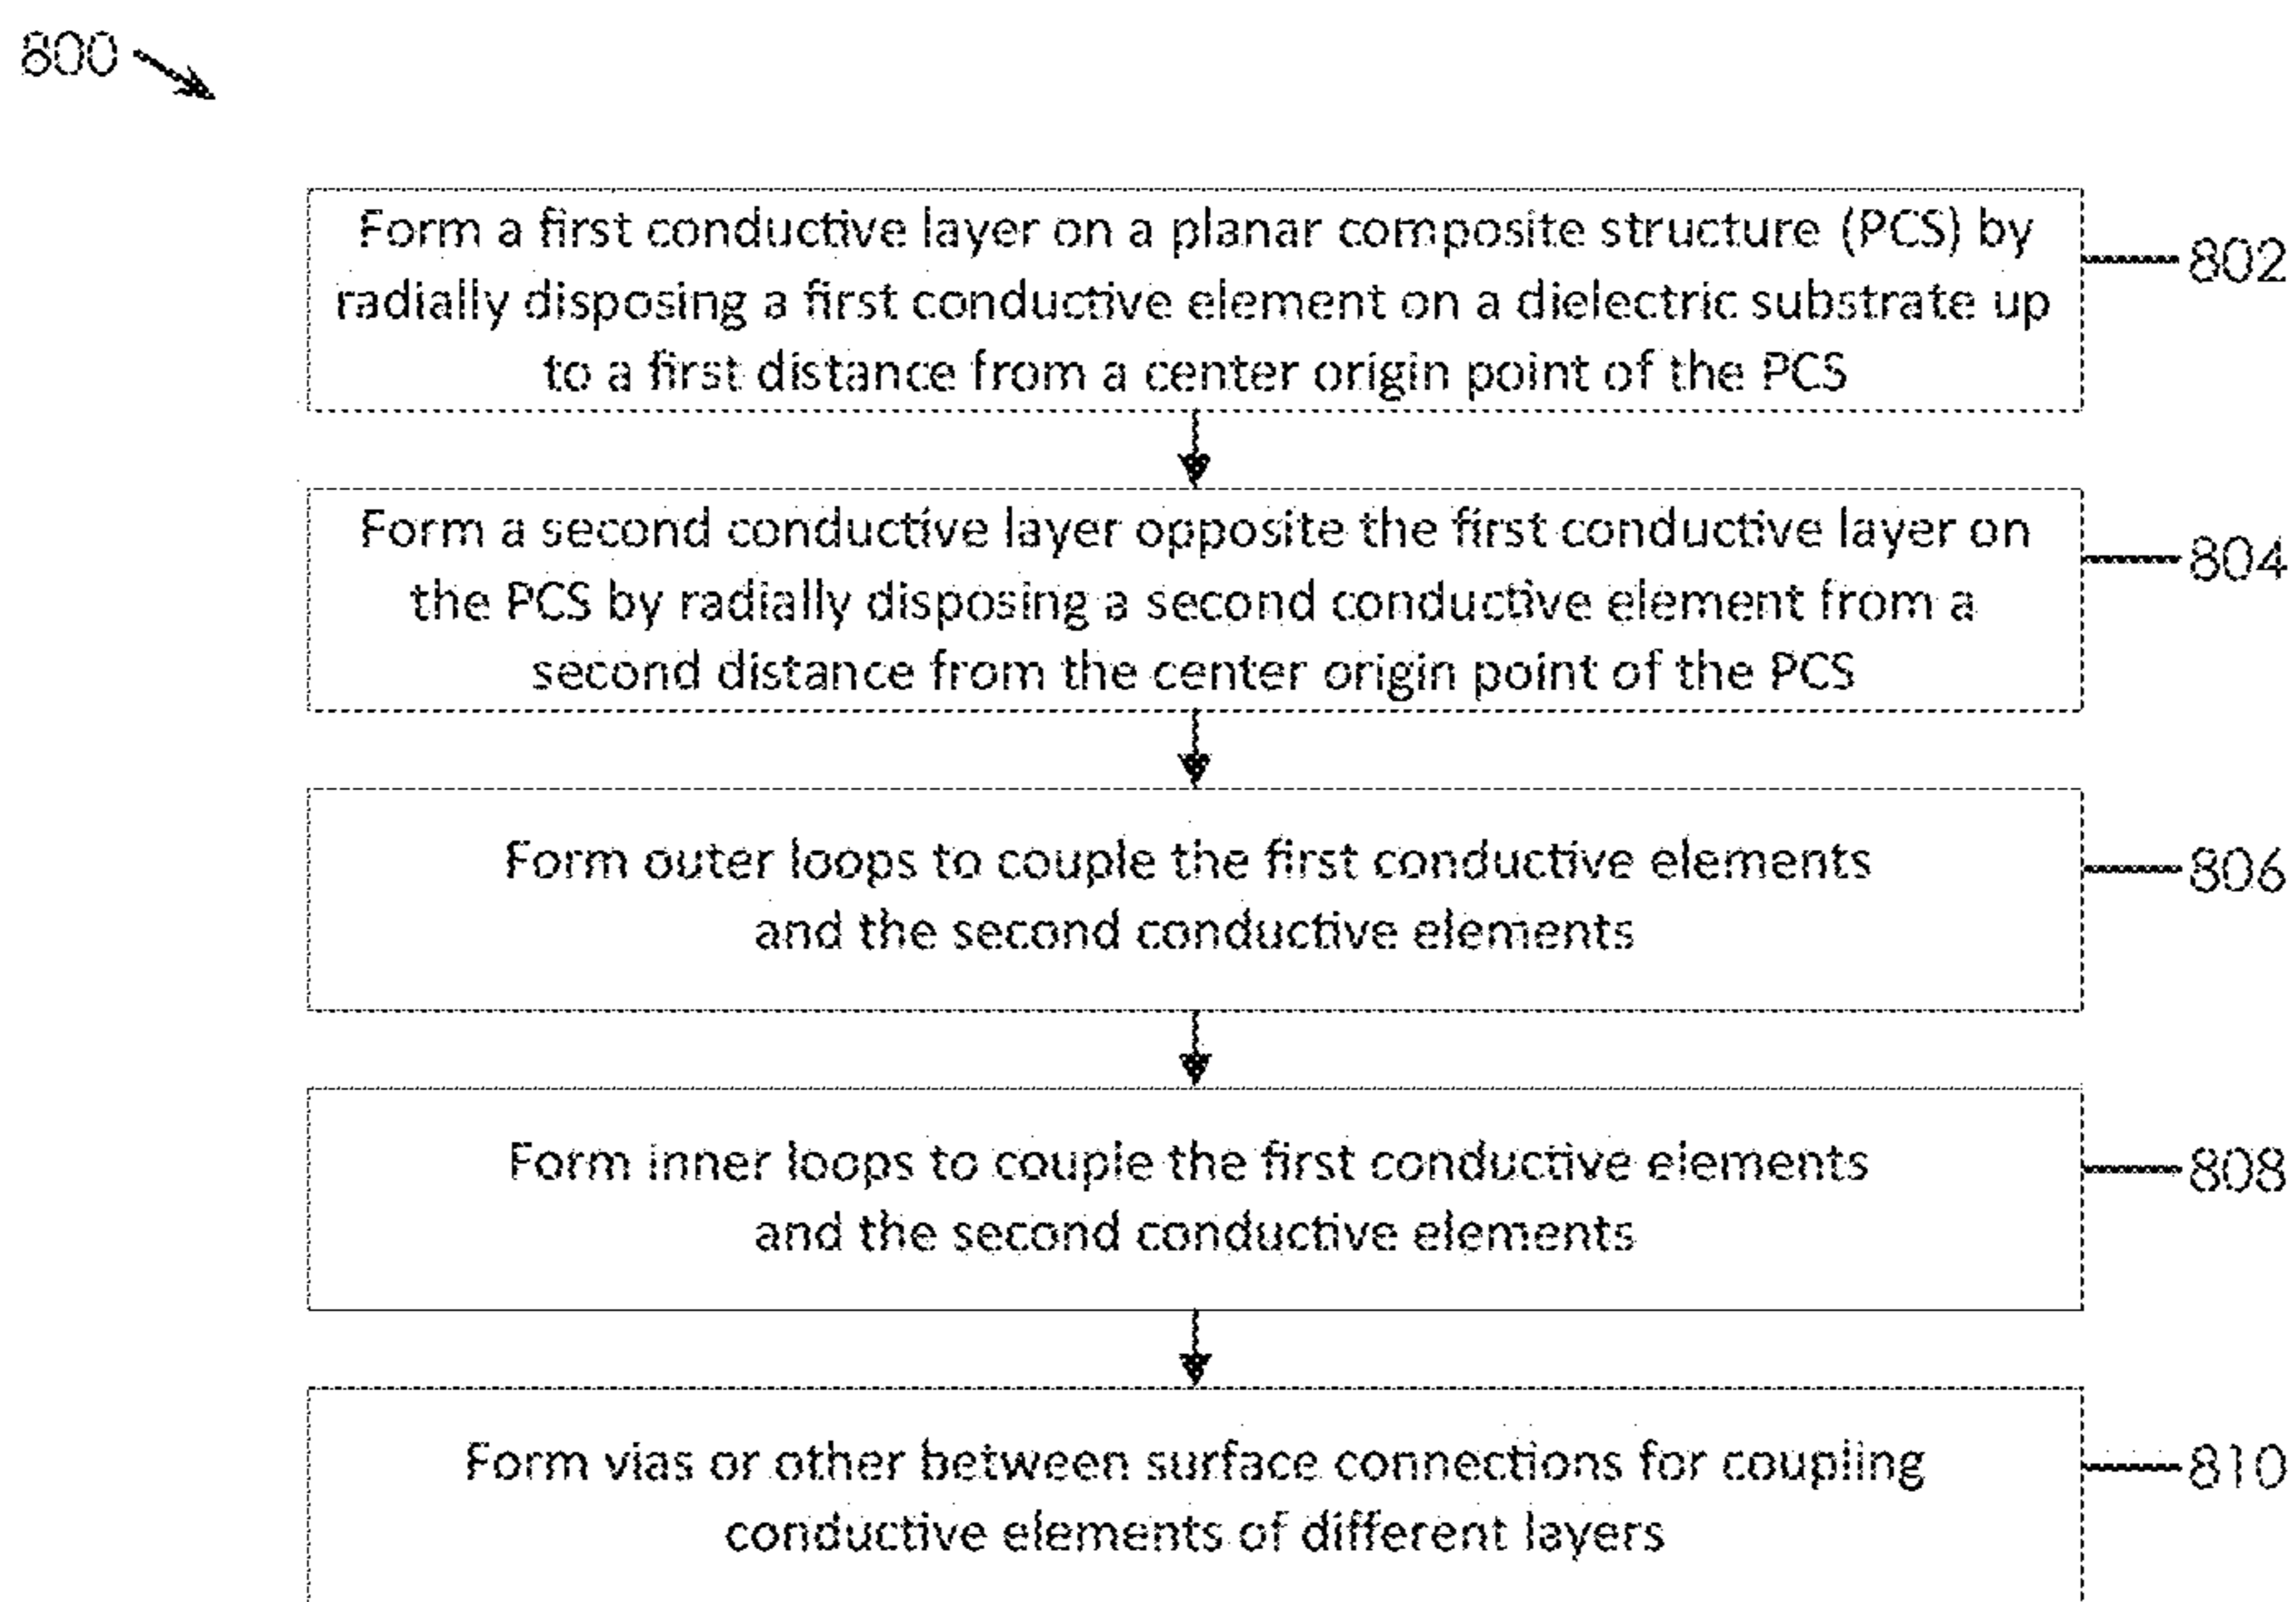 800
Form a first conductive layer on a planar composite structure (PCS) by
radially disposing a first conductive element on a dielectric substrate up
to a first distance from a center origin point of the PCS
802
Form a second conductive layer opposite the first conductive layer on
the PCS by radially disposing a second conductive element from a
second distance from the center origin point of the PCS
804
Form outer loops to couple the first conductive elements
and the second conductive elements
806
Form inner loops to couple the first conductive elements
and the second conductive elements
808
Form vias or other between surface connections for coupling
conductive elements of different layers
810